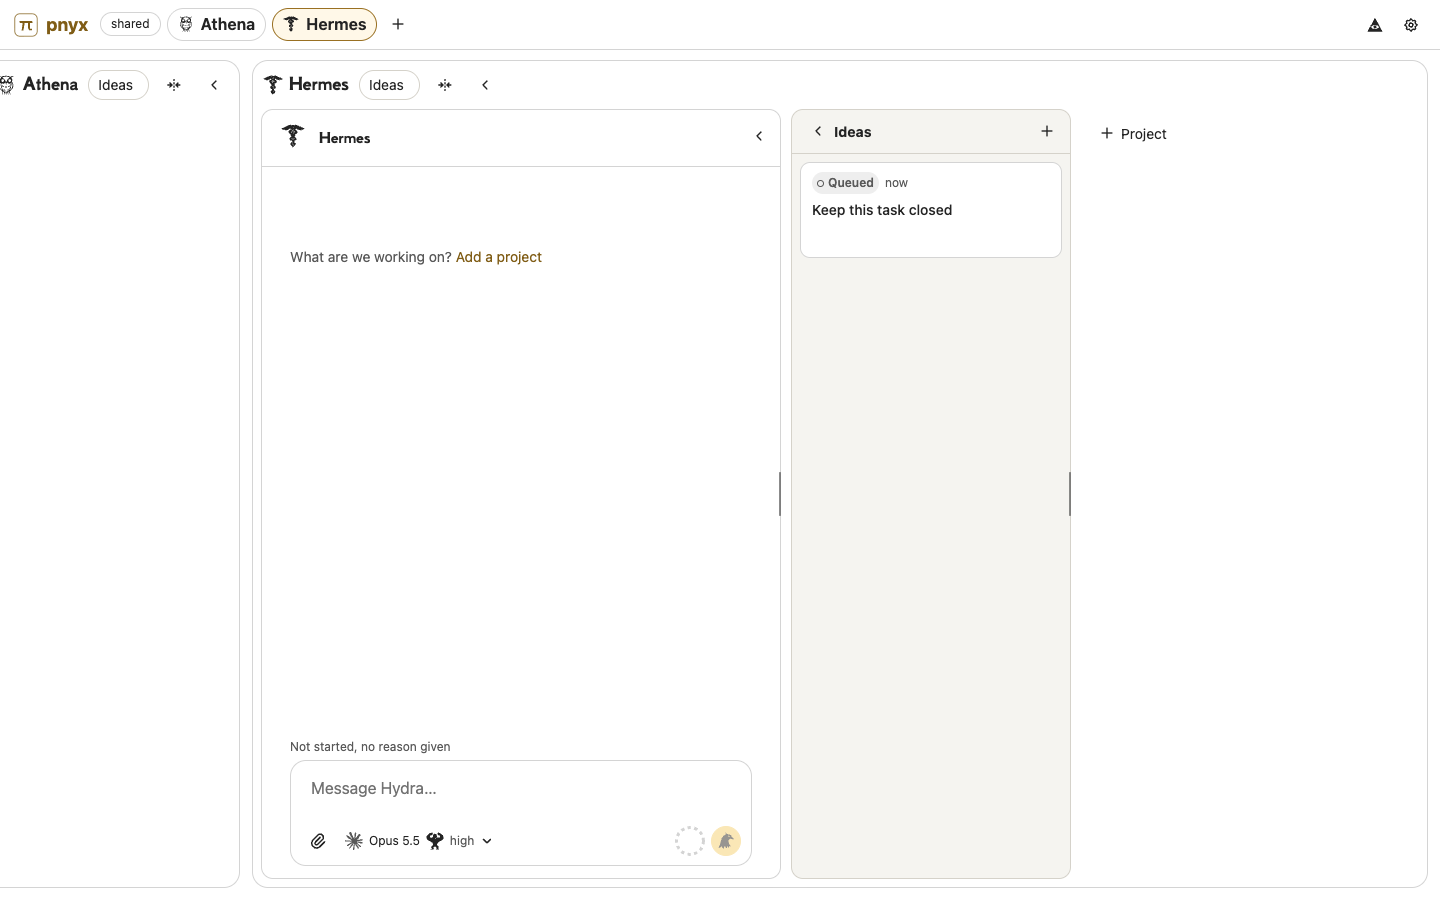 π pnyx shared Athena Hermes
Athena Ideas
Hermes Ideas
Hermes
What are we working on? Add a project
Not started, no reason given
Message Hydra...
Opus 5.5 high
Ideas
Queued now
Keep this task closed
Project